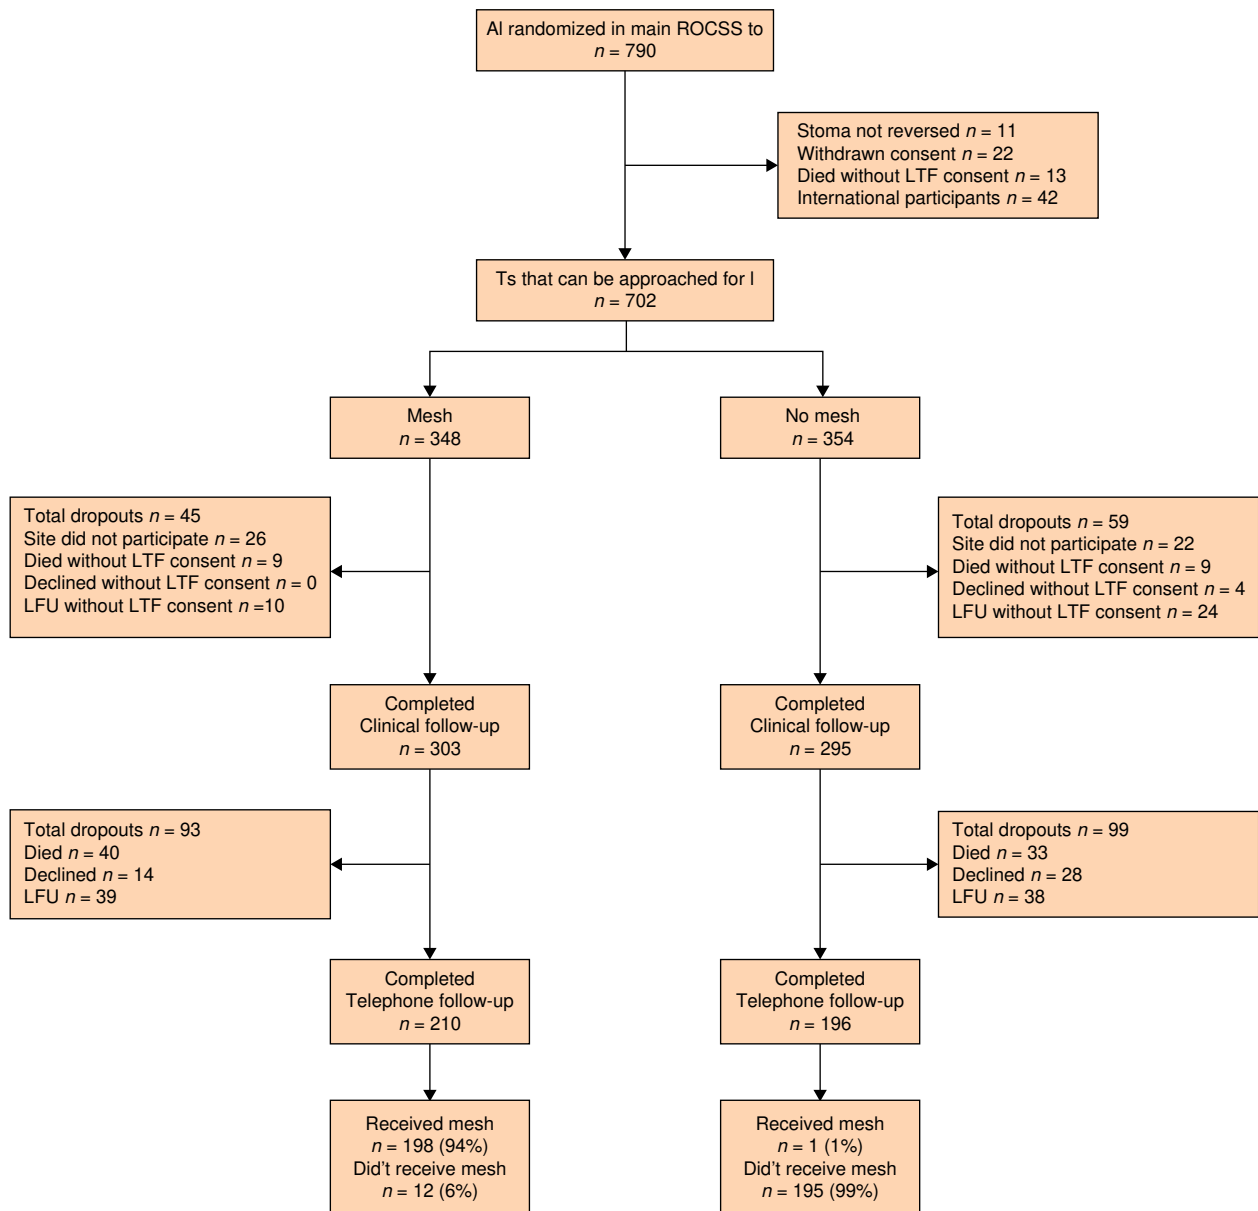 Al randomized in main ROCSS to
n = 790
Stoma not reversed n = 11
Withdrawn consent n = 22
Died without LTF consent n = 13
International participants n = 42
Ts that can be approached for l
n = 702
Mesh
n = 348
No mesh
n = 354
Total dropouts n = 45
Site did not participate n = 26
Died without LTF consent n = 9
Declined without LTF consent n = 0
LFU without LTF consent n =10
Total dropouts n = 59
Site did not participate n = 22
Died without LTF consent n = 9
Declined without LTF consent n = 4
LFU without LTF consent n = 24
Completed
Clinical follow-up
n = 303
Completed
Clinical follow-up
n = 295
Total dropouts n = 93
Died n = 40
Declined n = 14
LFU n = 39
Total dropouts n = 99
Died n = 33
Declined n = 28
LFU n = 38
Completed
Telephone follow-up
n = 210
Completed
Telephone follow-up
n = 196
Received mesh
n = 198 (94%)
Did't receive mesh
n = 12 (6%)
Received mesh
n = 1 (1%)
Did't receive mesh
n = 195 (99%)